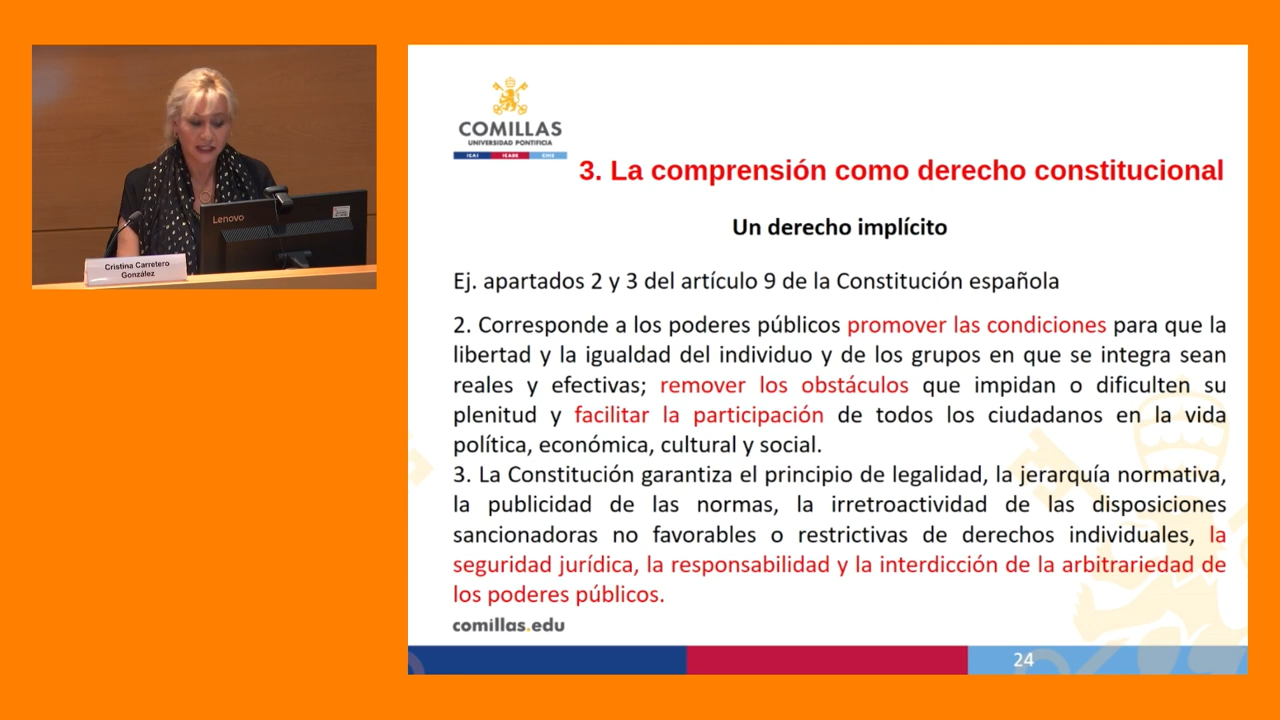 Lenovo
Cristina Carretero
González
COMILLAS
UNIVERSIDAD PONTIFICIA
ICAI ICADE CIHS
3. La comprensión como derecho constitucional
Un derecho implícito
Ej. apartados 2 y 3 del artículo 9 de la Constitución española
2. Corresponde a los poderes públicos promover las condiciones para que la
libertad y la igualdad del individuo y de los grupos en que se integra sean
reales y efectivas; remover los obstáculos que impidan o dificulten su
plenitud y facilitar la participación de todos los ciudadanos en la vida
política, económica, cultural y social.
3. La Constitución garantiza el principio de legalidad, la jerarquía normativa,
la publicidad de las normas, la irretroactividad de las disposiciones
sancionadoras no favorables o restrictivas de derechos individuales, la
seguridad jurídica, la responsabilidad y la interdicción de la arbitrariedad de
los poderes públicos.
comillas.edu
24